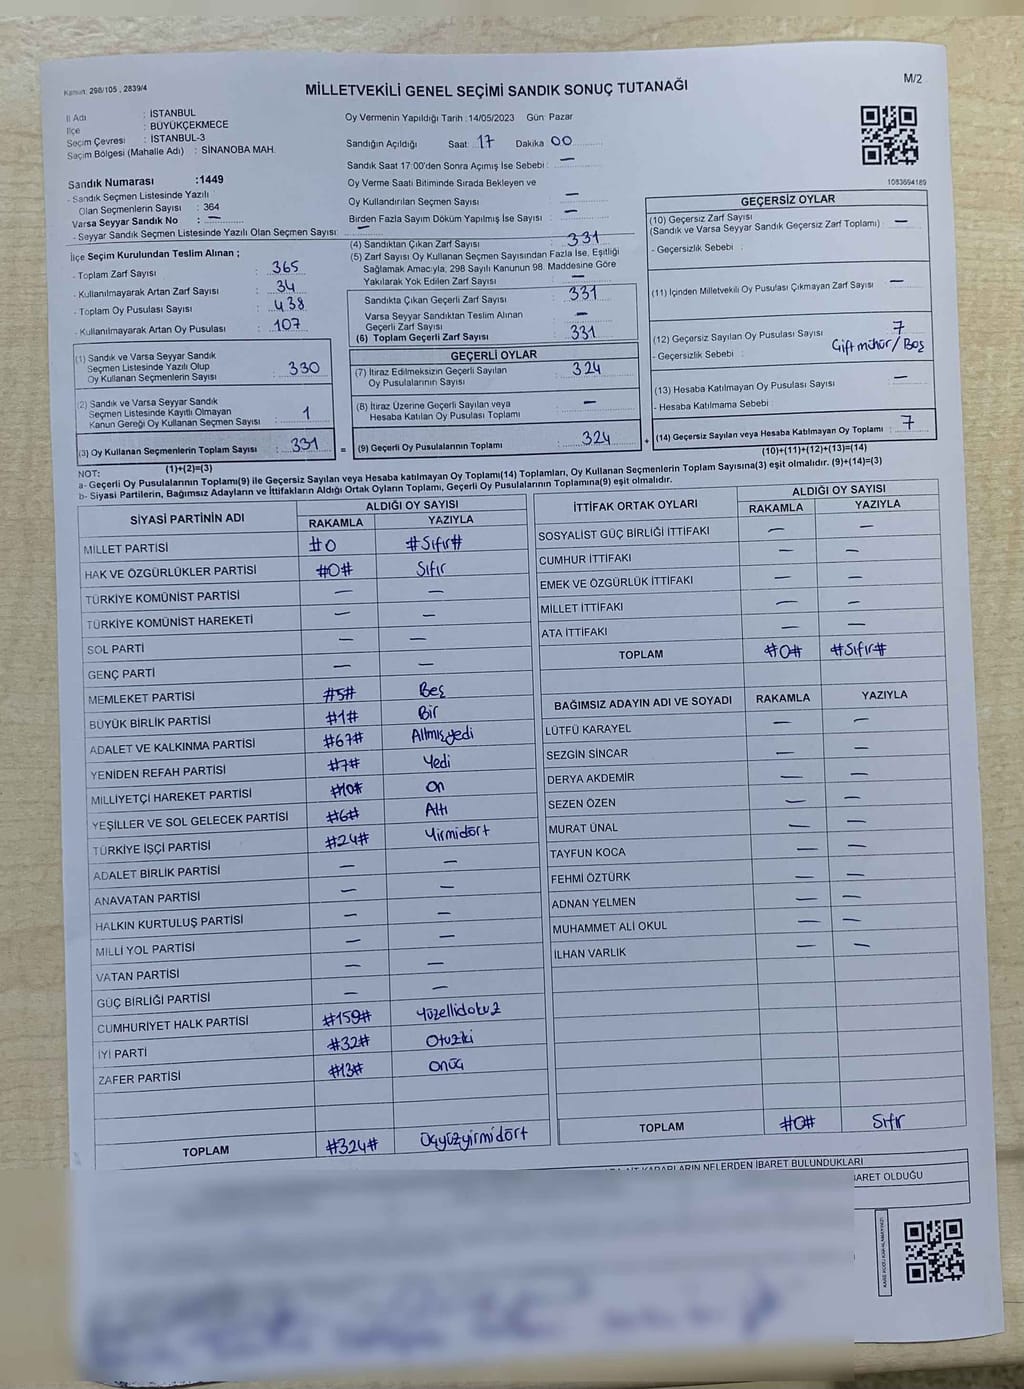 Kanun: 298/105 , 2839/4
MİLLETVEKİLİ GENEL SEÇİMİ SANDIK SONUÇ TUTANAĞI
M/2
İl Adı : İSTANBUL
İlçe : BÜYÜKÇEKMECE
Seçim Çevresi : İSTANBUL-3
Seçim Bölgesi (Mahalle Adı) : SİNANOBA MAH.
Sandık Numarası :1449
- Sandık Seçmen Listesinde Yazılı
Olan Seçmenlerin Sayısı : 364
Varsa Seyyar Sandık No : —
- Seyyar Sandık Seçmen Listesinde Yazılı Olan Seçmen Sayısı: —
İlçe Seçim Kurulundan Teslim Alınan ;
- Toplam Zarf Sayısı : 365
- Kullanılmayarak Artan Zarf Sayısı : 34
- Toplam Oy Pusulası Sayısı : 438
- Kullanılmayarak Artan Oy Pusulası : 107
(1) Sandık ve Varsa Seyyar Sandık
Seçmen Listesinde Yazılı Olup
Oy Kullanan Seçmenlerin Sayısı : 330
(2) Sandık ve Varsa Seyyar Sandık
Seçmen Listesinde Kayıtlı Olmayan
Kanun Gereği Oy Kullanan Seçmen Sayısı : 1
(3) Oy Kullanan Seçmenlerin Toplam Sayısı : 331
(1)+(2)=(3)
Oy Vermenin Yapıldığı Tarih : 14/05/2023 Gün: Pazar
Sandığın Açıldığı Saat: 17 Dakika 00
Sandık Saat 17:00'den Sonra Açımış İse Sebebi : —
Oy Verme Saati Bitiminde Sırada Bekleyen ve
Oy Kullandırılan Seçmen Sayısı : —
Birden Fazla Sayım Döküm Yapılmış İse Sayısı : —
(4) Sandıktan Çıkan Zarf Sayısı : 331
(5) Zarf Sayısı Oy Kullanan Seçmen Sayısından Fazla İse, Eşitliği
Sağlamak Amacıyla, 298 Sayılı Kanunun 98. Maddesine Göre
Yakılarak Yok Edilen Zarf Sayısı : —
Sandıkta Çıkan Geçerli Zarf Sayısı : 331
Varsa Seyyar Sandıktan Teslim Alınan
Geçerli Zarf Sayısı : —
(6) Toplam Geçerli Zarf Sayısı : 331
GEÇERLİ OYLAR
(7) İtiraz Edilmeksizin Geçerli Sayılan
Oy Pusulalarının Sayısı : 324
(8) İtiraz Üzerine Geçerli Sayılan veya
Hesaba Katılan Oy Pusulası Toplamı : —
= (9) Geçerli Oy Pusulalarının Toplamı : 324
1083694189
GEÇERSİZ OYLAR
(10) Geçersiz Zarf Sayısı
(Sandık ve Varsa Seyyar Sandık Geçersiz Zarf Toplamı) : —
- Geçersizlik Sebebi :
(11) İçinden Milletvekili Oy Pusulası Çıkmayan Zarf Sayısı : —
(12) Geçersiz Sayılan Oy Pusulası Sayısı : 7
- Geçersizlik Sebebi : Çift mühür/Boş
(13) Hesaba Katılmayan Oy Pusulası Sayısı : —
- Hesaba Katılmama Sebebi :
+ (14) Geçersiz Sayılan veya Hesaba Katılmayan Oy Toplamı : 7
(10)+(11)+(12)+(13)=(14)
NOT:
a- Geçerli Oy Pusulalarının Toplamı(9) ile Geçersiz Sayılan veya Hesaba katılmayan Oy Toplamı(14) Toplamları, Oy Kullanan Seçmenlerin Toplam Sayısına(3) eşit olmalıdır. (9)+(14)=(3)
b- Siyasi Partilerin, Bağımsız Adayların ve İttifakların Aldığı Ortak Oyların Toplamı, Geçerli Oy Pusulalarının Toplamına(9) eşit olmalıdır.
SİYASİ PARTİNİN ADI ALDIĞI OY SAYISI
RAKAMLA YAZIYLA
MİLLET PARTİSİ #0 #Sıfır#
HAK VE ÖZGÜRLÜKLER PARTİSİ #0# Sıfır
TÜRKİYE KOMÜNİST PARTİSİ — —
TÜRKİYE KOMÜNİST HAREKETİ — —
SOL PARTİ — —
GENÇ PARTİ — —
MEMLEKET PARTİSİ #5# Beş
BÜYÜK BİRLİK PARTİSİ #1# Bir
ADALET VE KALKINMA PARTİSİ #67# Altmışyedi
YENİDEN REFAH PARTİSİ #7# Yedi
MİLLİYETÇİ HAREKET PARTİSİ #10# On
YEŞİLLER VE SOL GELECEK PARTİSİ #6# Altı
TÜRKİYE İŞÇİ PARTİSİ #24# Yirmidört
ADALET BİRLİK PARTİSİ — —
ANAVATAN PARTİSİ — —
HALKIN KURTULUŞ PARTİSİ — —
MİLLİ YOL PARTİSİ — —
VATAN PARTİSİ — —
GÜÇ BİRLİĞİ PARTİSİ — —
CUMHURİYET HALK PARTİSİ #159# Yüzellidokuz
İYİ PARTİ #32# Otuziki
ZAFER PARTİSİ #13# Onüç
TOPLAM #324# Üçyüzyirmidört
İTTİFAK ORTAK OYLARI ALDIĞI OY SAYISI
RAKAMLA YAZIYLA
SOSYALİST GÜÇ BİRLİĞİ İTTİFAKI — —
CUMHUR İTTİFAKI — —
EMEK VE ÖZGÜRLÜK İTTİFAKI — —
MİLLET İTTİFAKI — —
ATA İTTİFAKI — —
TOPLAM #0# #Sıfır#
BAĞIMSIZ ADAYIN ADI VE SOYADI RAKAMLA YAZIYLA
LÜTFÜ KARAYEL — —
SEZGİN SİNCAR — —
DERYA AKDEMİR — —
SEZEN ÖZEN — —
MURAT ÜNAL — —
TAYFUN KOCA — —
FEHMİ ÖZTÜRK — —
ADNAN YELMEN — —
MUHAMMET ALİ OKUL — —
İLHAN VARLIK — —
TOPLAM #0# Sıfır
KARARLARIN NELERDEN İBARET BULUNDUKLARI
İBARET OLDUĞU